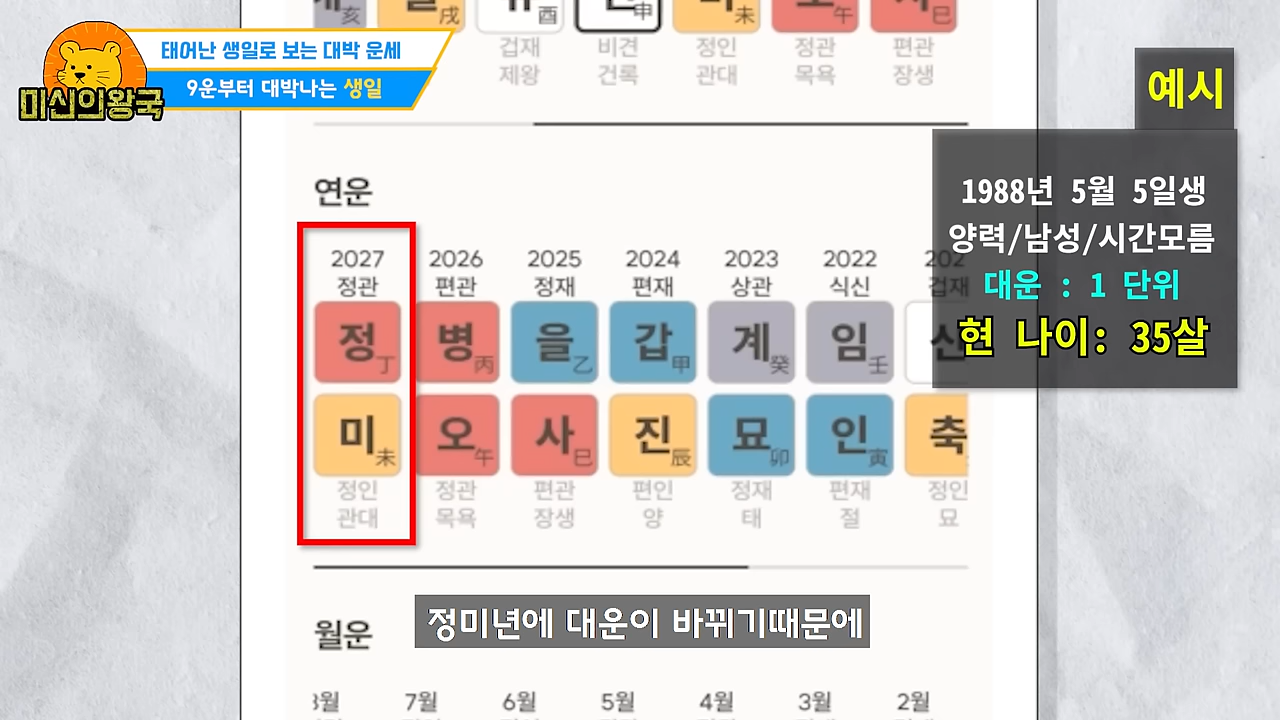 亥 戌 酉 申 未 午 巳
겁재 비견 정인 정관 편관
제왕 건록 관대 목욕 장생
태어난 생일로 보는 대박 운세
9운부터 대박나는 생일
미신의왕국
예시
1988년 5월 5일생
양력/남성/시간모름
대운 : 1 단위
현 나이: 35살
연운
2027 2026 2025 2024 2023 2022
정관 편관 정재 편재 상관 식신 겁재
정丁 병丙 을乙 갑甲 계癸 임壬
미未 오午 사巳 진辰 묘卯 인寅 축
정인 정관 편관 편인 정재 편재 정인
관대 목욕 장생 양 태 절 묘
정미년에 대운이 바뀌기때문에
월운
7월 6월 5월 4월 3월 2월